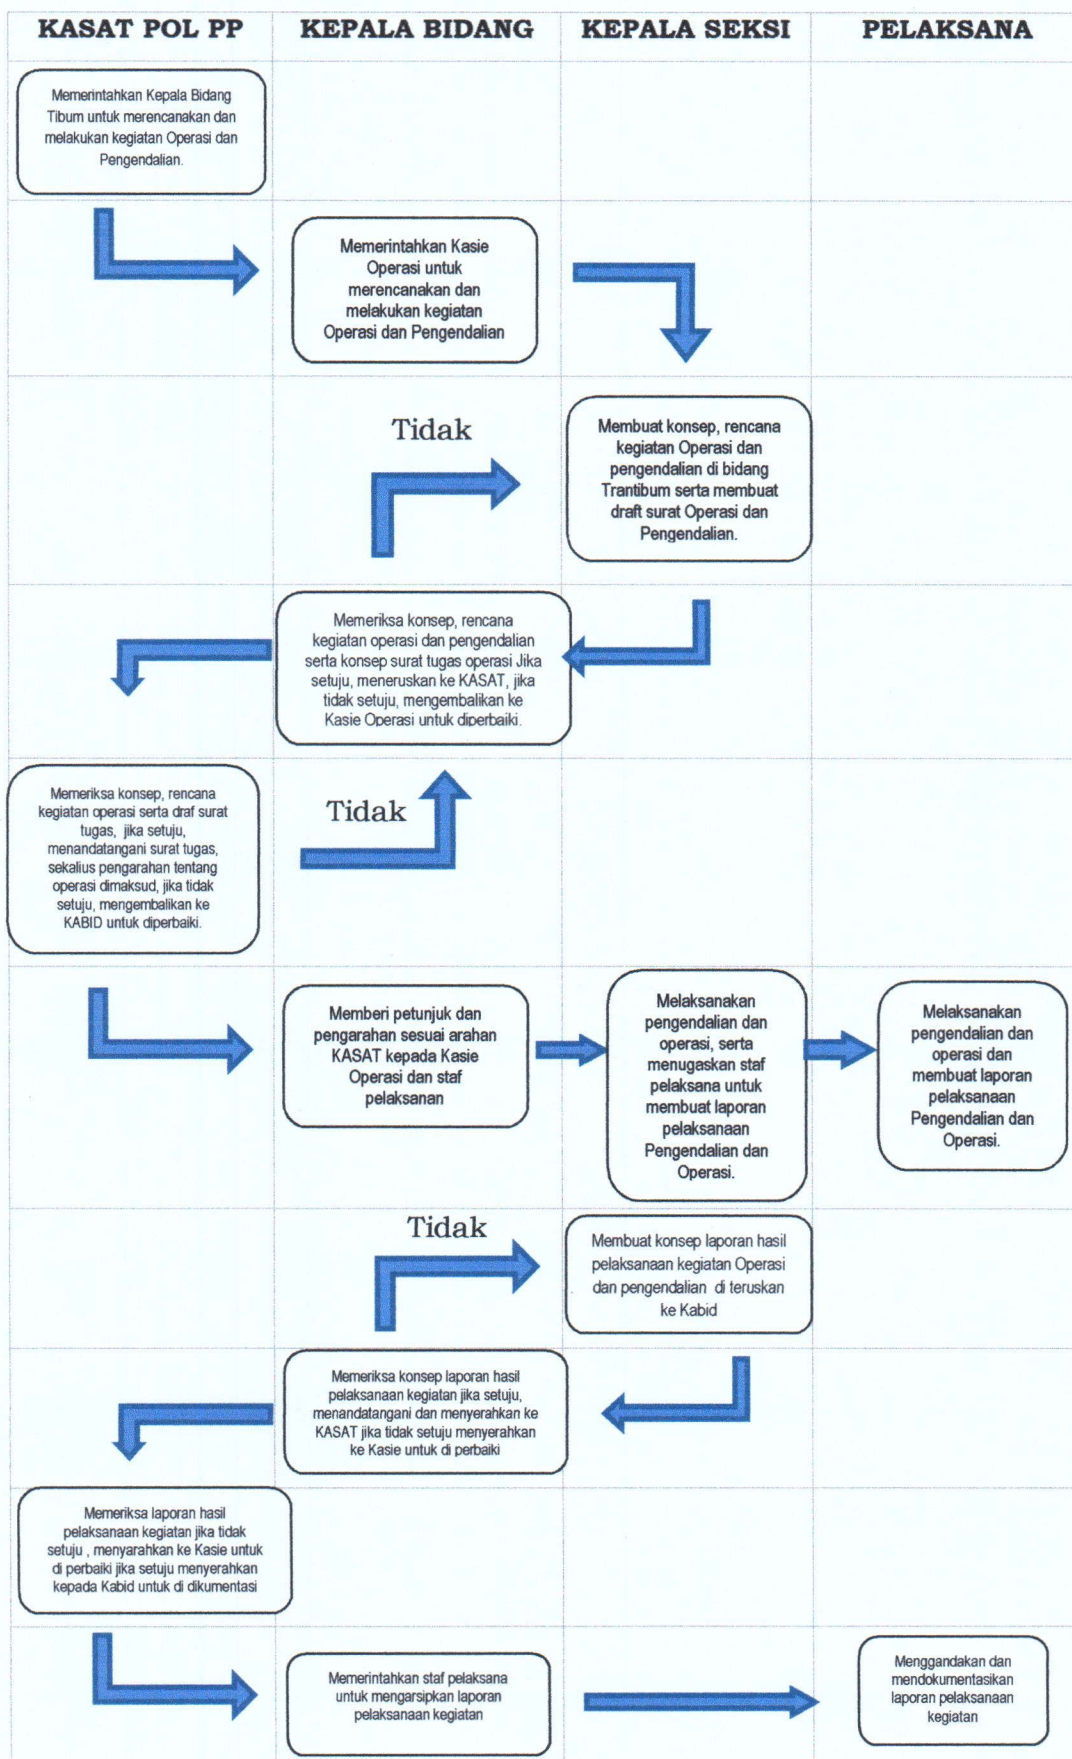 KASAT POL PP
KEPALA BIDANG
KEPALA SEKSI
PELAKSANA
Memerintahkan Kepala Bidang
Tibum untuk merencanakan dan
melakukan kegiatan Operasi dan
Pengendalian.
Memerintahkan Kasie
Operasi untuk
merencanakan dan
melakukan kegiatan
Operasi dan Pengendalian
Tidak
Membuat konsep, rencana
kegiatan Operasi dan
pengendalian di bidang
Trantibum serta membuat
draft surat Operasi dan
Pengendalian.
Memeriksa konsep, rencana
kegiatan operasi dan pengendalian
serta konsep surat tugas operasi Jika
setuju, meneruskan ke KASAT, jika
tidak setuju, mengembalikan ke
Kasie Operasi untuk diperbaiki.
Memeriksa konsep, rencana
kegiatan operasi serta draf surat
tugas, jika setuju,
menandatangani surat tugas,
sekalius pengarahan tentang
operasi dimaksud, jika tidak
setuju, mengembalikan ke
KABID untuk diperbaiki.
Tidak
Memberi petunjuk dan
pengarahan sesuai arahan
KASAT kepada Kasie
Operasi dan staf
pelaksanan
Melaksanakan
pengendalian dan
operasi, serta
menugaskan staf
pelaksana untuk
membuat laporan
pelaksanaan
Pengendalian dan
Operasi.
Melaksanakan
pengendalian dan
operasi dan
membuat laporan
pelaksanaan
Pengendalian dan
Operasi.
Tidak
Membuat konsep laporan hasil
pelaksanaan kegiatan Operasi
dan pengendalian di teruskan
ke Kabid
Memeriksa konsep laporan hasil
pelaksanaan kegiatan jika setuju,
menandatangani dan menyerahkan ke
KASAT jika tidak setuju menyerahkan
ke Kasie untuk di perbaiki
Memeriksa laporan hasil
pelaksanaan kegiatan jika tidak
setuju , menyarahkan ke Kasie untuk
di perbaiki jika setuju menyerahkan
kepada Kabid untuk di dikumentasi
Memerintahkan staf pelaksana
untuk mengarsipkan laporan
pelaksanaan kegiatan
Menggandakan dan
mendokumentasikan
laporan pelaksanaan
kegiatan